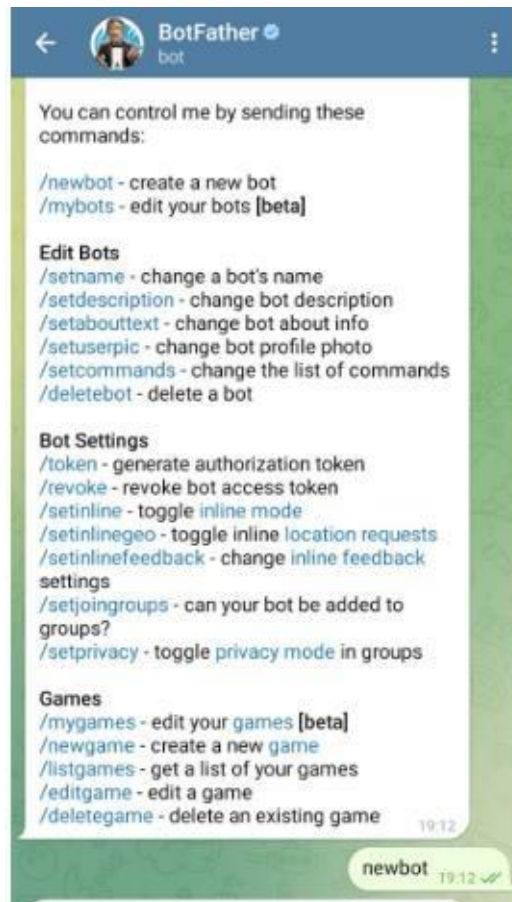 BotFather
bot
You can control me by sending these
commands:
/newbot - create a new bot
/mybots - edit your bots [beta]
Edit Bots
/setname - change a bot's name
/setdescription - change bot description
/setabouttext - change bot about info
/setuserpic - change bot profile photo
/setcommands - change the list of commands
/deletebot - delete a bot
Bot Settings
/token - generate authorization token
/revoke - revoke bot access token
/setinline - toggle inline mode
/setinlinegeo - toggle inline location requests
/setinlinefeedback - change inline feedback
settings
/setjoingroups - can your bot be added to
groups?
/setprivacy - toggle privacy mode in groups
Games
/mygames - edit your games [beta]
/newgame - create a new game
/listgames - get a list of your games
/editgame - edit a game
/deletegame - delete an existing game
19:12
newbot 19:12